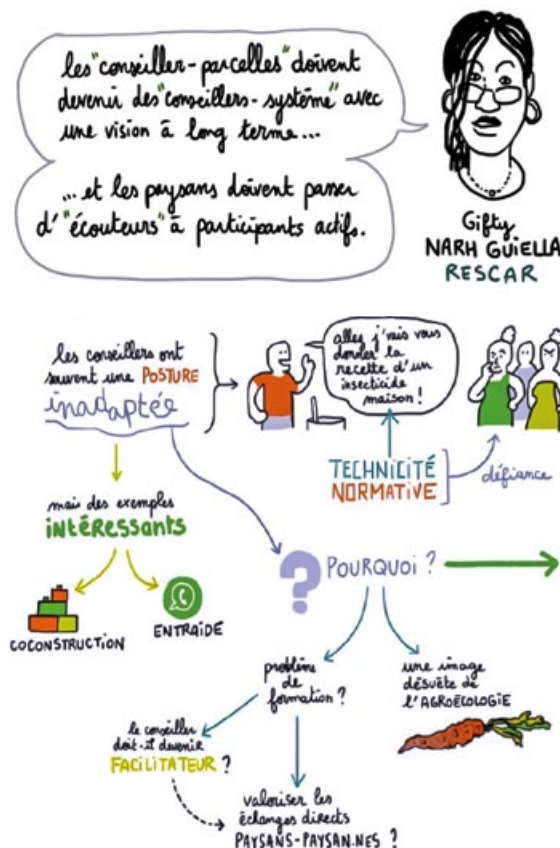 les "conseiller-parcelles" doivent
devenir des "conseillers-système" avec
une vision à long terme...
... et les paysans doivent passer
d'"écouteurs" à participants actifs.
Gifty
NARH GUIELLA
RESCAR
les conseillers ont
souvent une POSTURE
inadaptée
allez j'vais vous
donner la
recette d'un
insecticide
maison !
TECHNICITÉ
NORMATIVE
défiance
mais des exemples
INTÉRESSANTS
COCONSTRUCTION
ENTRAIDE
? POURQUOI ?
problème
de
formation ?
une image
désuète de
l'AGROÉCOLOGIE
le conseiller
doit-il devenir
FACILITATEUR ?
valoriser les
échanges directs
PAYSANS-PAYSAN.NES ?